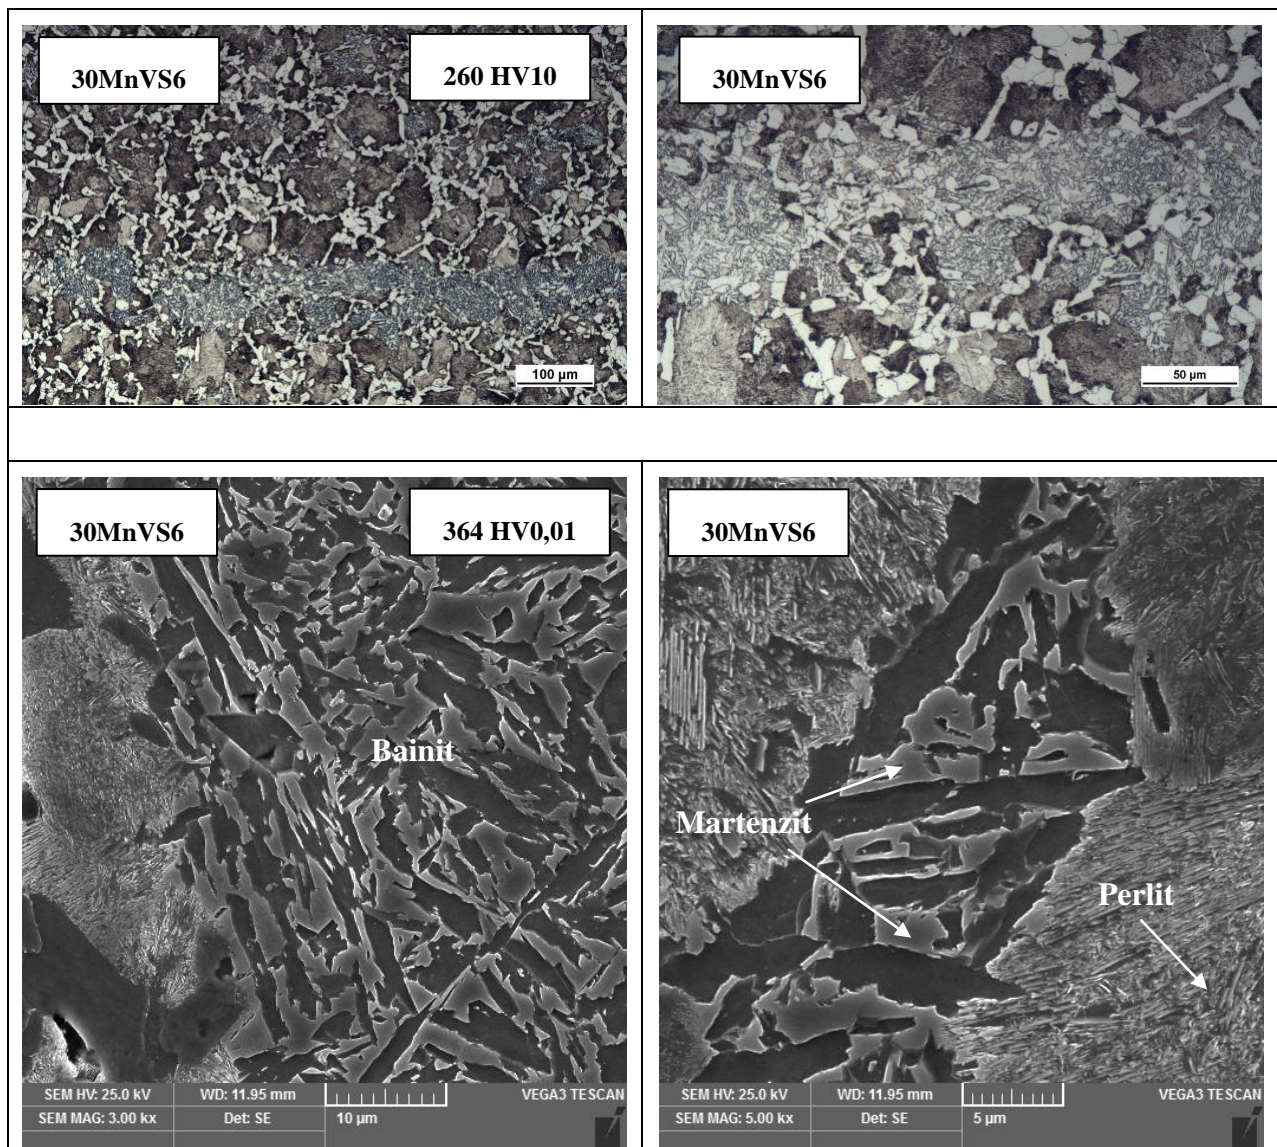 30MnVS6
260 HV10
30MnVS6
100 µm
50 µm
30MnVS6
364 HV0,01
30MnVS6
Bainit
Martenzit
Perlit
SEM HV: 25.0 kV
WD: 11.95 mm
VEGA3 TESCAN
SEM MAG: 3.00 kx
Det: SE
10 µm
SEM HV: 25.0 kV
WD: 11.95 mm
VEGA3 TESCAN
SEM MAG: 5.00 kx
Det: SE
5 µm